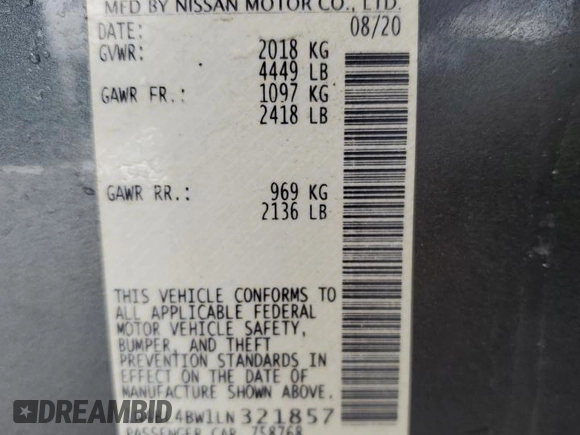 MFD BY NISSAN MOTOR CO., LTD.
DATE: 08/20
GVWR: 2018 KG
4449 LB
GAWR FR.: 1097 KG
2418 LB
GAWR RR.: 969 KG
2136 LB
THIS VEHICLE CONFORMS TO
ALL APPLICABLE FEDERAL
MOTOR VEHICLE SAFETY,
BUMPER, AND THEFT
PREVENTION STANDARDS IN
EFFECT ON THE DATE OF
MANUFACTURE SHOWN ABOVE.
4BW1LN321857
PASSENGER CAR 758768
DREAMBID